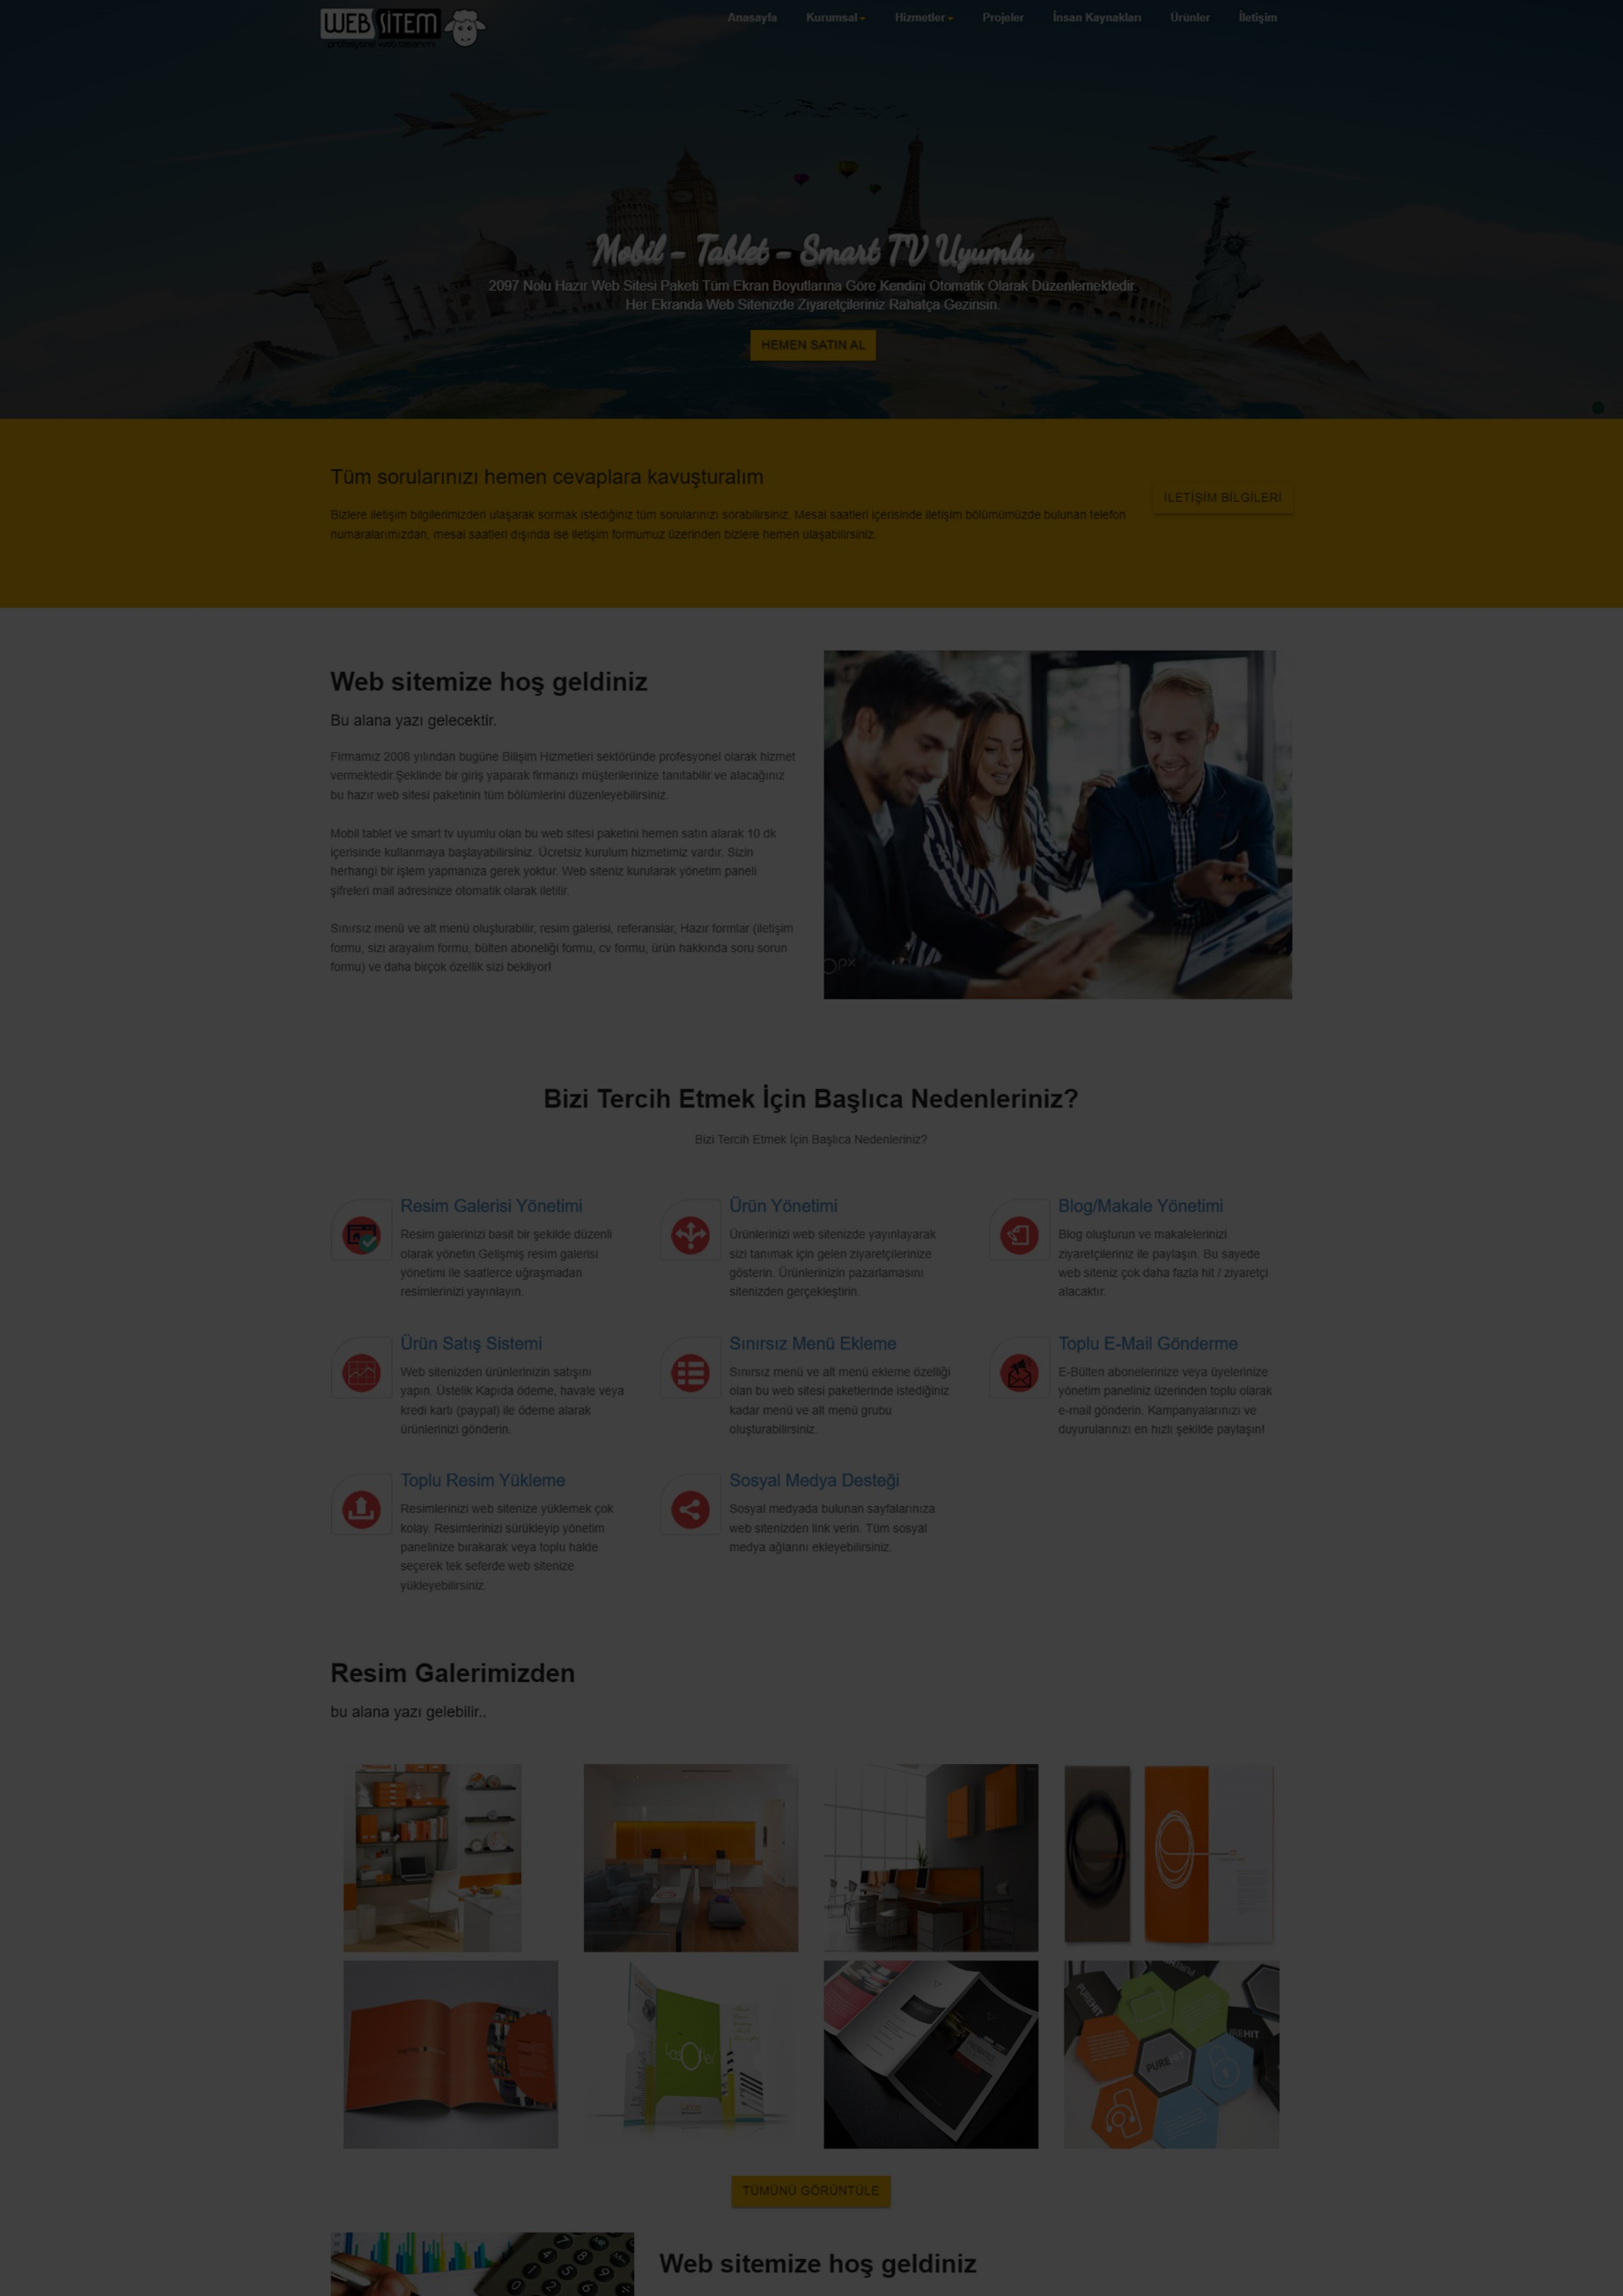 WEB SİTEM
profesyonel web tasarımı
Anasayfa Kurumsal Hizmetler Projeler İnsan Kaynakları Ürünler İletişim
Mobil - Tablet - Smart TV Uyumlu
2097 Nolu Hazır Web Sitesi Paketi Tüm Ekran Boyutlarına Göre Kendini Otomatik Olarak Düzenlemektedir.
Her Ekranda Web Sitenizde Ziyaretçileriniz Rahatça Gezinsin.
HEMEN SATIN AL
Tüm sorularınızı hemen cevaplara kavuşturalım
İLETİŞİM BİLGİLERİ
Bizlere iletişim bilgilerimizden ulaşarak sormak istediğiniz tüm sorularınızı sorabilirsiniz. Mesai saatleri içerisinde iletişim bölümümüzde bulunan telefon
numaralarımızdan, mesai saatleri dışında ise iletişim formumuz üzerinden bizlere hemen ulaşabilirsiniz.
Web sitemize hoş geldiniz
Bu alana yazı gelecektir.
Firmamız 2008 yılından bugüne Bilişim Hizmetleri sektöründe profesyonel olarak hizmet
vermektedir.Şeklinde bir giriş yaparak firmanızı müşterilerinize tanıtabilir ve alacağınız
bu hazır web sitesi paketinin tüm bölümlerini düzenleyebilirsiniz.
Mobil tablet ve smart tv uyumlu olan bu web sitesi paketini hemen satın alarak 10 dk
içerisinde kullanmaya başlayabilirsiniz. Ücretsiz kurulum hizmetimiz vardır. Sizin
herhangi bir işlem yapmanıza gerek yoktur. Web siteniz kurularak yönetim paneli
şifreleri mail adresinize otomatik olarak iletilir.
Sınırsız menü ve alt menü oluşturabilir, resim galerisi, referanslar, Hazır formlar (iletişim
formu, sizi arayalım formu, bülten aboneliği formu, cv formu, ürün hakkında soru sorun
formu) ve daha birçok özellik sizi bekliyor!
Bizi Tercih Etmek İçin Başlıca Nedenleriniz?
Bizi Tercih Etmek İçin Başlıca Nedenleriniz?
Resim Galerisi Yönetimi
Resim galerinizi basit bir şekilde düzenli
olarak yönetin.Gelişmiş resim galerisi
yönetimi ile saatlerce uğraşmadan
resimlerinizi yayınlayın.
Ürün Yönetimi
Ürünlerinizi web sitenizde yayınlayarak
sizi tanımak için gelen ziyaretçilerinize
gösterin. Ürünlerinizin pazarlamasını
sitenizden gerçekleştirin.
Blog/Makale Yönetimi
Blog oluşturun ve makalelerinizi
ziyaretçileriniz ile paylaşın. Bu sayede
web siteniz çok daha fazla hit / ziyaretçi
alacaktır.
Ürün Satış Sistemi
Web sitenizden ürünlerinizin satışını
yapın. Üstelik Kapıda ödeme, havale veya
kredi kartı (paypal) ile ödeme alarak
ürünlerinizi gönderin.
Sınırsız Menü Ekleme
Sınırsız menü ve alt menü ekleme özelliği
olan bu web sitesi paketlerinde istediğiniz
kadar menü ve alt menü grubu
oluşturabilirsiniz.
Toplu E-Mail Gönderme
E-Bülten abonelerinize veya üyelerinize
yönetim paneliniz üzerinden toplu olarak
e-mail gönderin. Kampanyalarınızı ve
duyurularınızı en hızlı şekilde paylaşın!
Toplu Resim Yükleme
Resimlerinizi web sitenize yüklemek çok
kolay. Resimlerinizi sürükleyip yönetim
panelinize bırakarak veya toplu halde
seçerek tek seferde web sitenize
yükleyebilirsiniz.
Sosyal Medya Desteği
Sosyal medyada bulunan sayfalarınıza
web sitenizden link verin. Tüm sosyal
medya ağlarını ekleyebilirsiniz.
Resim Galerimizden
bu alana yazı gelebilir..
PUREHIT
TÜMÜNÜ GÖRÜNTÜLE
Web sitemize hoş geldiniz